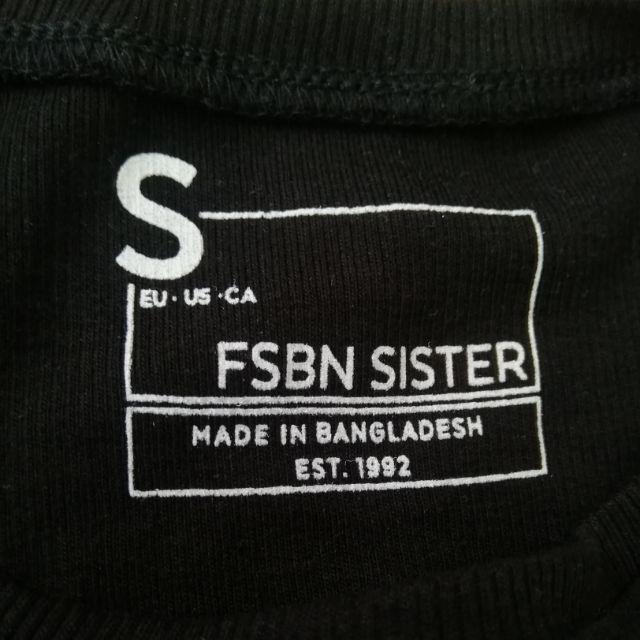 S
EU · US · CA
FSBN SISTER
MADE IN BANGLADESH
EST. 1992